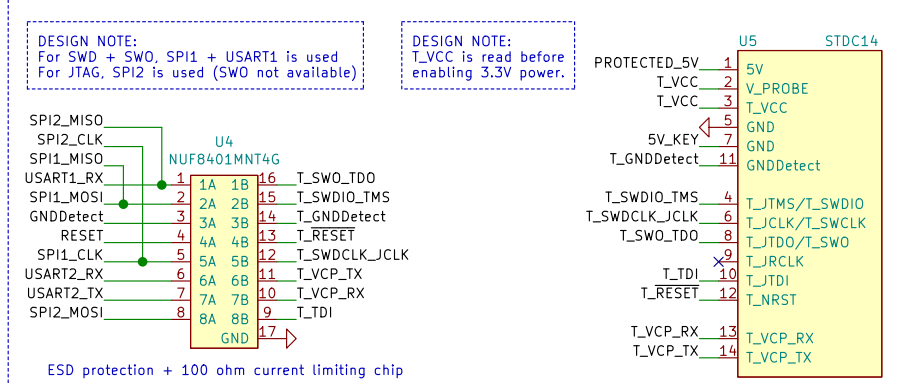 DESIGN NOTE:
For SWD + SWO, SPI1 + USART1 is used
For JTAG, SPI2 is used (SWO not available)
DESIGN NOTE:
T_VCC is read before
enabling 3.3V power.
SPI2_MISO
SPI2_CLK
SPI1_MISO
USART1_RX
SPI1_MOSI
GNDDetect
RESET
SPI1_CLK
USART2_RX
USART2_TX
SPI2_MOSI
U4
NUF8401MNT4G
1 1A 1B 16 T_SWO_TDO
2 2A 2B 15 T_SWDIO_TMS
3 3A 3B 14 T_GNDDetect
4 4A 4B 13 T_RESET
5 5A 5B 12 T_SWDCLK_JCLK
6 6A 6B 11 T_VCP_TX
7 7A 7B 10 T_VCP_RX
8 8A 8B 9 T_TDI
GND 17
ESD protection + 100 ohm current limiting chip
U5 STDC14
PROTECTED_5V 1 5V
T_VCC 2 V_PROBE
T_VCC 3 T_VCC
5 GND
5V_KEY 7 GND
T_GNDDetect 11 GNDDetect
T_SWDIO_TMS 4 T_JTMS/T_SWDIO
T_SWDCLK_JCLK 6 T_JCLK/T_SWCLK
T_SWO_TDO 8 T_JTDO/T_SWO
9 T_JRCLK
T_TDI 10 T_JTDI
T_RESET 12 T_NRST
T_VCP_RX 13 T_VCP_RX
T_VCP_TX 14 T_VCP_TX